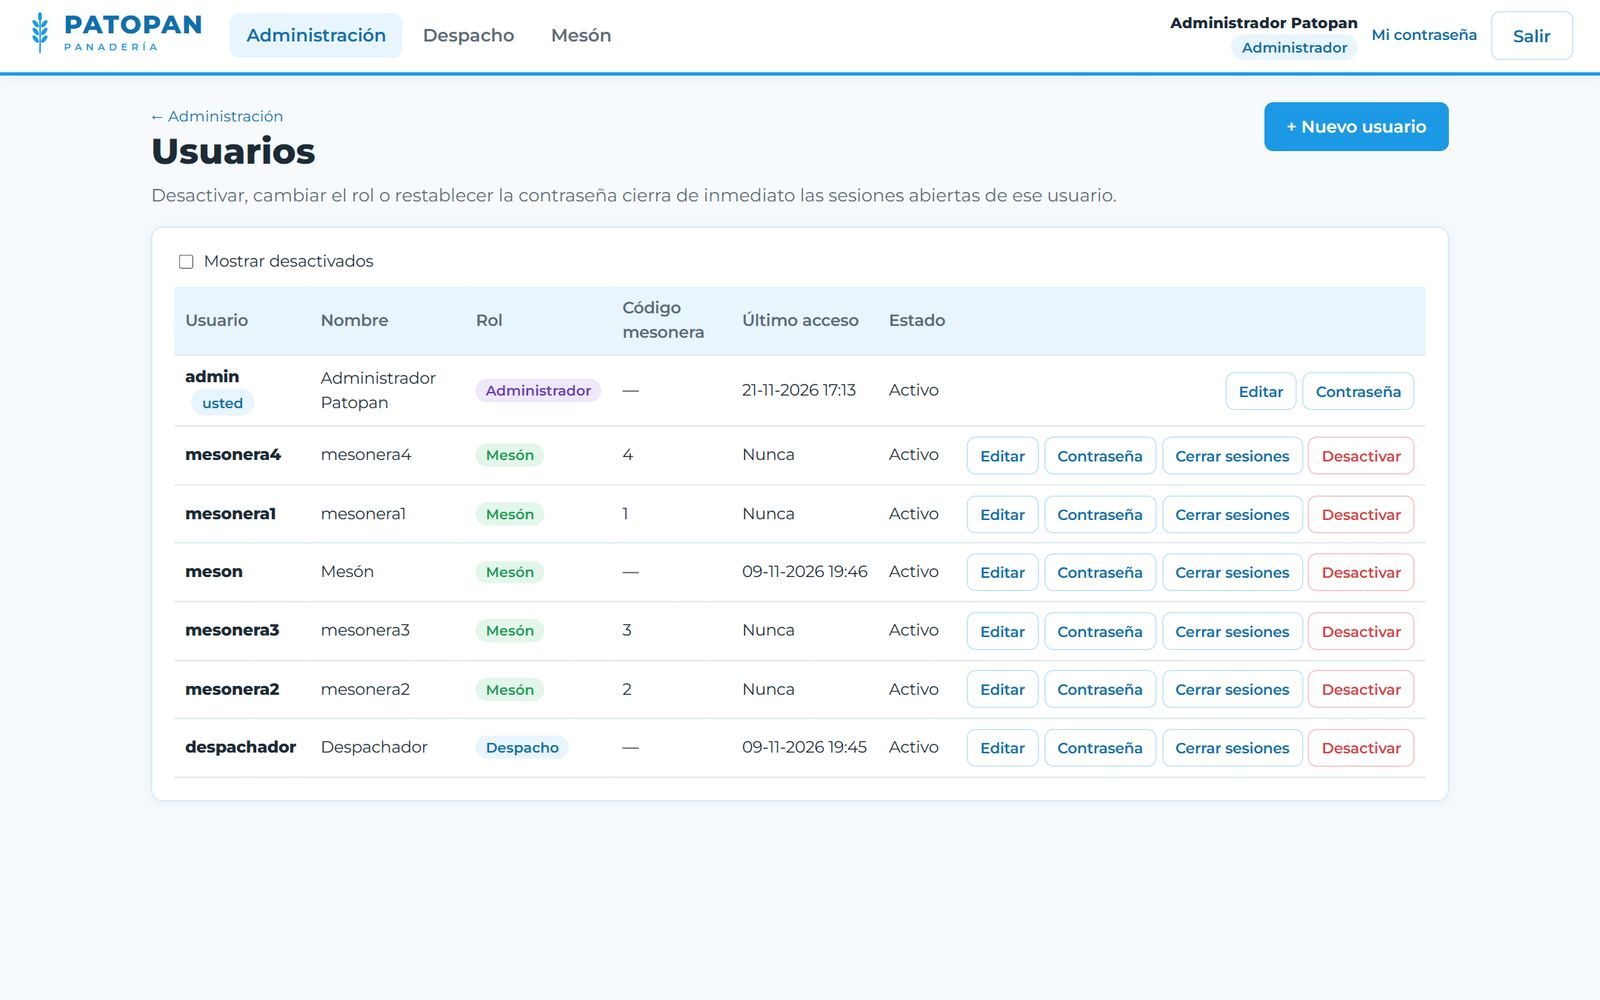 PATOPAN
PANADERÍA
Administración
Despacho
Mesón
Administrador Patopan
Administrador
Mi contraseña
Salir
← Administración
Usuarios
+ Nuevo usuario
Desactivar, cambiar el rol o restablecer la contraseña cierra de inmediato las sesiones abiertas de ese usuario.
Mostrar desactivados
Usuario Nombre Rol Código mesonera Último acceso Estado
admin usted Administrador Patopan Administrador — 21-11-2026 17:13 Activo Editar Contraseña
mesonera4 mesonera4 Mesón 4 Nunca Activo Editar Contraseña Cerrar sesiones Desactivar
mesonera1 mesonera1 Mesón 1 Nunca Activo Editar Contraseña Cerrar sesiones Desactivar
meson Mesón Mesón — 09-11-2026 19:46 Activo Editar Contraseña Cerrar sesiones Desactivar
mesonera3 mesonera3 Mesón 3 Nunca Activo Editar Contraseña Cerrar sesiones Desactivar
mesonera2 mesonera2 Mesón 2 Nunca Activo Editar Contraseña Cerrar sesiones Desactivar
despachador Despachador Despacho — 09-11-2026 19:45 Activo Editar Contraseña Cerrar sesiones Desactivar